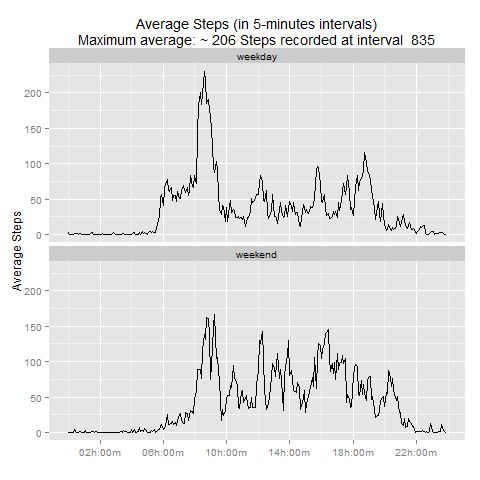 Average Steps (in 5-minutes intervals)
Maximum average: ~ 206 Steps recorded at interval  835
weekday
200
150
100
50
0
Average Steps
weekend
200
150
100
50
0
02h:00m 06h:00m 10h:00m 14h:00m 18h:00m 22h:00m